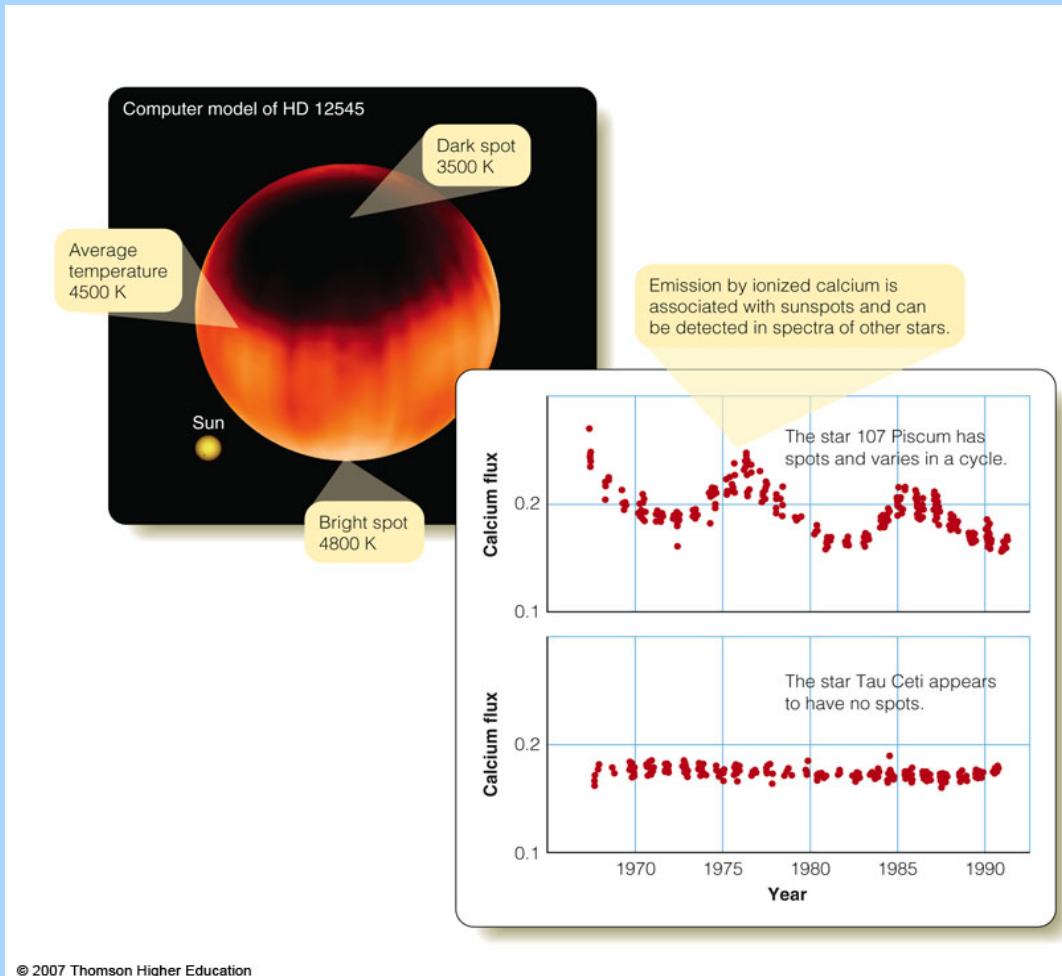 Computer model of HD 12545
Dark spot
3500 K
Average
temperature
4500 K
Sun
Bright spot
4800 K
Emission by ionized calcium is
associated with sunspots and can
be detected in spectra of other stars.
The star 107 Piscum has
spots and varies in a cycle.
Calcium flux
0.2
0.1
The star Tau Ceti appears
to have no spots.
Calcium flux
0.2
0.1
1970 1975 1980 1985 1990
Year
© 2007 Thomson Higher Education